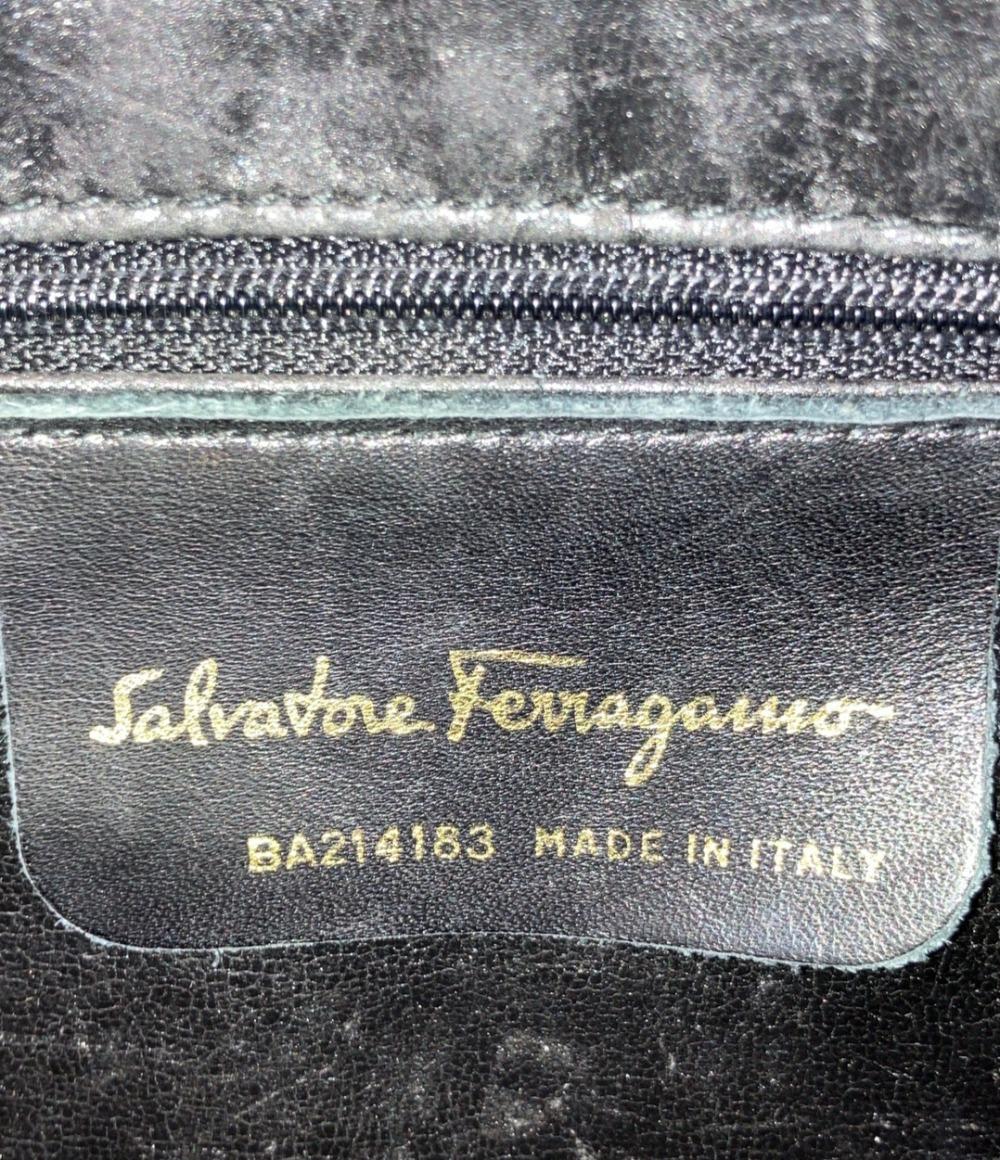 Salvatore Ferragamo
BA214183 MADE IN ITALY